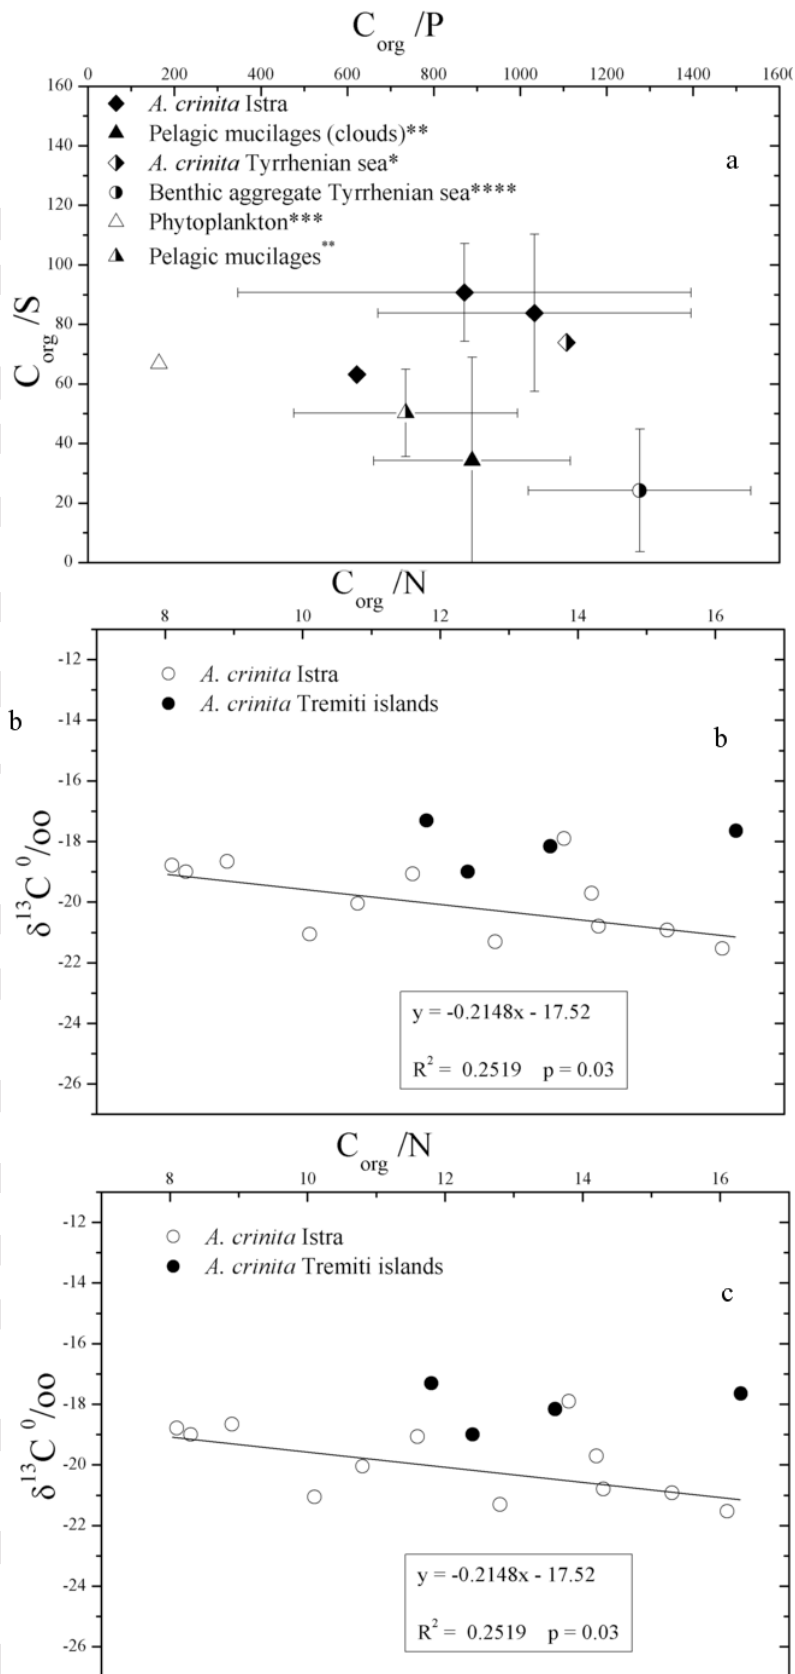 C org /P
0 200 400 600 800 1000 1200 1400 1600
160
140
120
100
80
60
40
20
0
C org /S
A. crinita Istra
Pelagic mucilages (clouds)**
A. crinita Tyrrhenian sea*
Benthic aggregate Tyrrhenian sea****
Phytoplankton***
Pelagic mucilages**
a
C org /N
8 10 12 14 16
-12
-14
-16
-18
-20
-22
-24
-26
b
δ13C 0/oo
A. crinita Istra
A. crinita Tremiti islands
b
y = -0.2148x - 17.52
R2 = 0.2519 p = 0.03
C org /N
8 10 12 14 16
-12
-14
-16
-18
-20
-22
-24
-26
δ13C 0/oo
A. crinita Istra
A. crinita Tremiti islands
c
y = -0.2148x - 17.52
R2 = 0.2519 p = 0.03